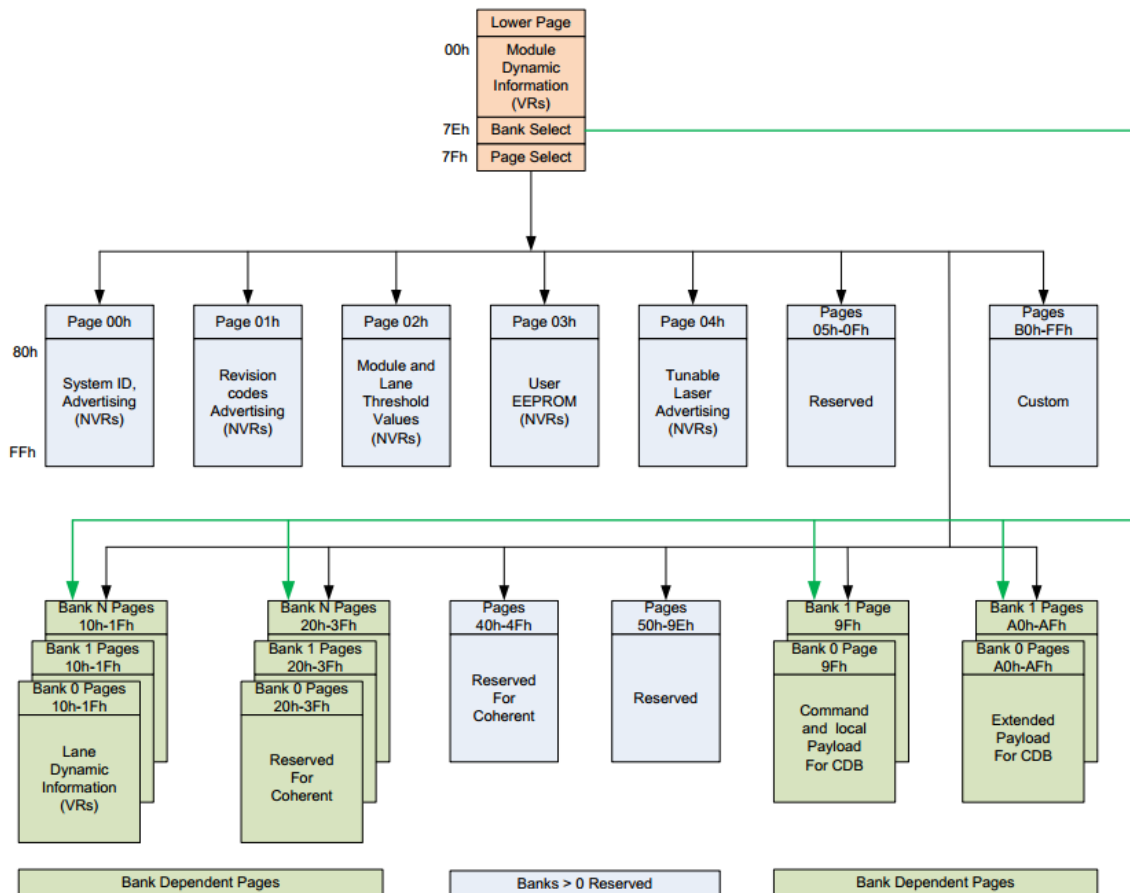 Lower Page
00h
Module
Dynamic
Information
(VRs)
7Eh
Bank Select
7Fh
Page Select
Page 00h
80h
System ID,
Advertising
(NVRs)
FFh
Page 01h
Revision
codes
Advertising
(NVRs)
Page 02h
Module and
Lane
Threshold
Values
(NVRs)
Page 03h
User
EEPROM
(NVRs)
Page 04h
Tunable
Laser
Advertising
(NVRs)
Pages
05h-0Fh
Reserved
Pages
B0h-FFh
Custom
Bank N Pages
10h-1Fh
Bank 1 Pages
10h-1Fh
Bank 0 Pages
10h-1Fh
Lane
Dynamic
Information
(VRs)
Bank N Pages
20h-3Fh
Bank 1 Pages
20h-3Fh
Bank 0 Pages
20h-3Fh
Reserved
For
Coherent
Pages
40h-4Fh
Reserved
For
Coherent
Pages
50h-9Eh
Reserved
Bank 1 Page
9Fh
Bank 0 Page
9Fh
Command
and local
Payload
For CDB
Bank 1 Pages
A0h-AFh
Bank 0 Pages
A0h-AFh
Extended
Payload
For CDB
Bank Dependent Pages
Banks > 0 Reserved
Bank Dependent Pages